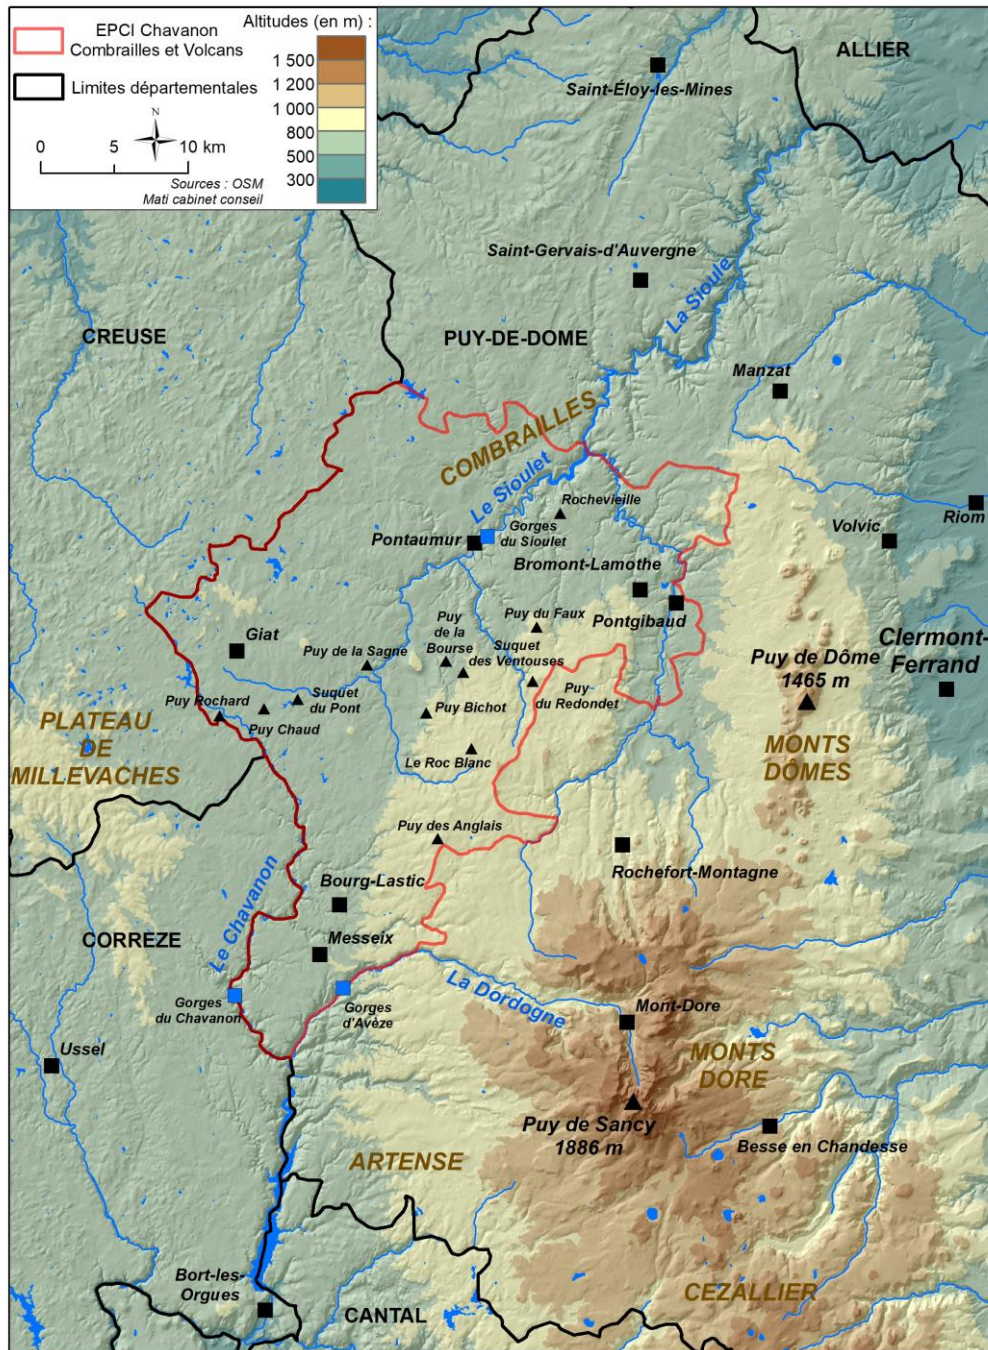 EPCI Chavanon
Combrailles et Volcans
Limites départementales
N
0 5 10 km
Sources : OSM
Mati cabinet conseil
Altitudes (en m) :
1 500
1 200
1 000
800
500
300
ALLIER
Saint-Éloy-les-Mines
Saint-Gervais-d'Auvergne
La Sioule
CREUSE
PUY-DE-DOME
Manzat
COMBRAILLES
Le Sioulet
Rochevieille
Riom
Gorges
du Sioulet
Volvic
Pontaumur
Bromont-Lamothe
Puy du Faux
Pontgibaud
Puy
de la
Bourse
Giat
Puy de la Sagne
Suquet
des Ventouses
Clermont-
Ferrand
Puy de Dôme
1465 m
Puy Rochard
Suquet
du Pont
Puy
du Redondet
Puy Bichot
Puy Chaud
PLATEAU
DE
MILLEVACHES
Le Roc Blanc
MONTS
DÔMES
Puy des Anglais
Rochefort-Montagne
Bourg-Lastic
Le Chavanon
CORREZE
Messeix
La Dordogne
Gorges
du Chavanon
Gorges
d'Avèze
Mont-Dore
Ussel
MONTS
DORE
Puy de Sancy
1886 m
Besse en Chandesse
ARTENSE
Bort-les-
Orgues
CEZALLIER
CANTAL